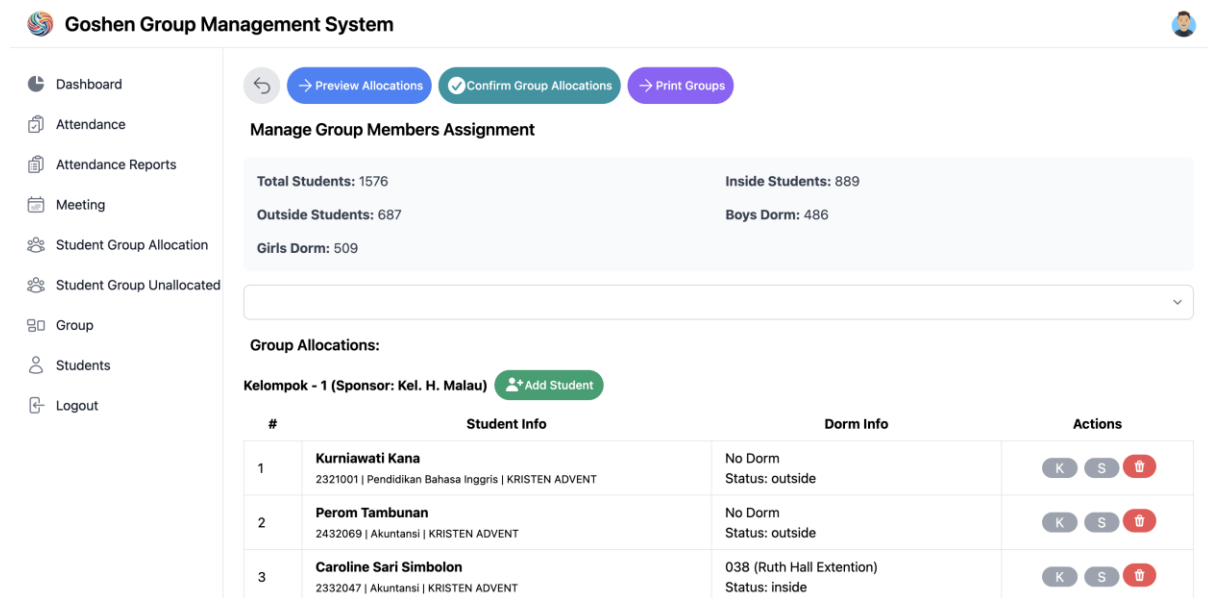 Goshen Group Management System
Dashboard
Attendance
Attendance Reports
Meeting
Student Group Allocation
Student Group Unallocated
Group
Students
Logout
Preview Allocations
Confirm Group Allocations
Print Groups
Manage Group Members Assignment
Total Students: 1576
Inside Students: 889
Outside Students: 687
Boys Dorm: 486
Girls Dorm: 509
Group Allocations:
Kelompok - 1 (Sponsor: Kel. H. Malau)
Add Student
# Student Info Dorm Info Actions
1
Kurniawati Kana
2321001 | Pendidikan Bahasa Inggris | KRISTEN ADVENT
No Dorm
Status: outside
K S
2
Perom Tambunan
2432069 | Akuntansi | KRISTEN ADVENT
No Dorm
Status: outside
K S
3
Caroline Sari Simbolon
2332047 | Akuntansi | KRISTEN ADVENT
038 (Ruth Hall Extention)
Status: inside
K S